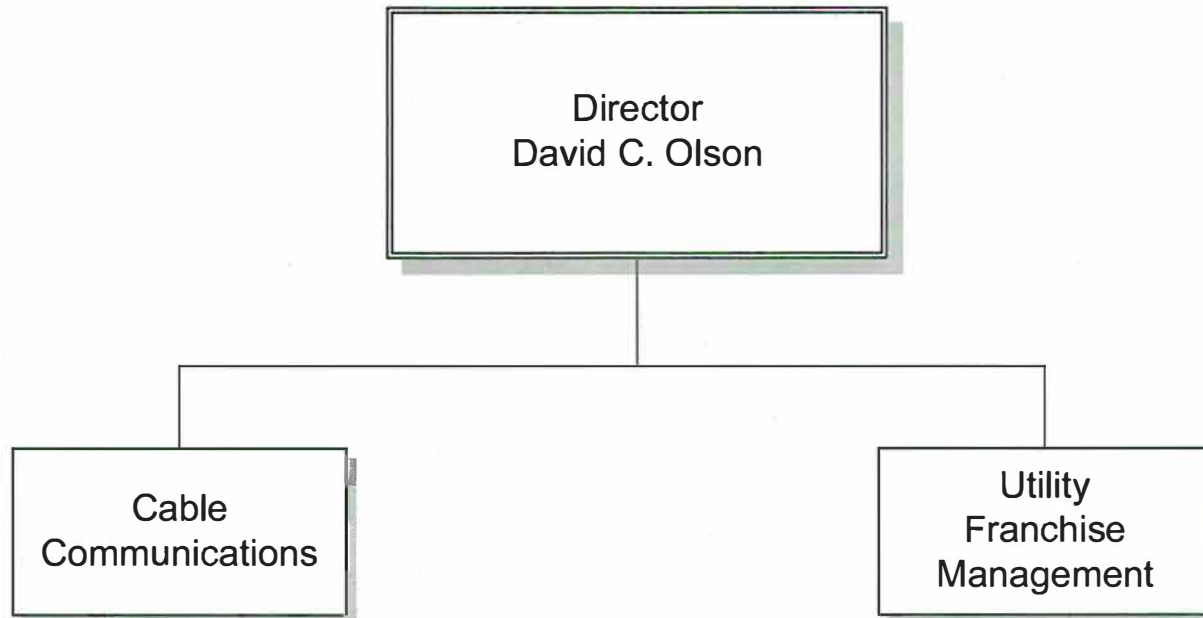 Director
David C. Olson
Cable
Communications
Utility
Franchise
Management